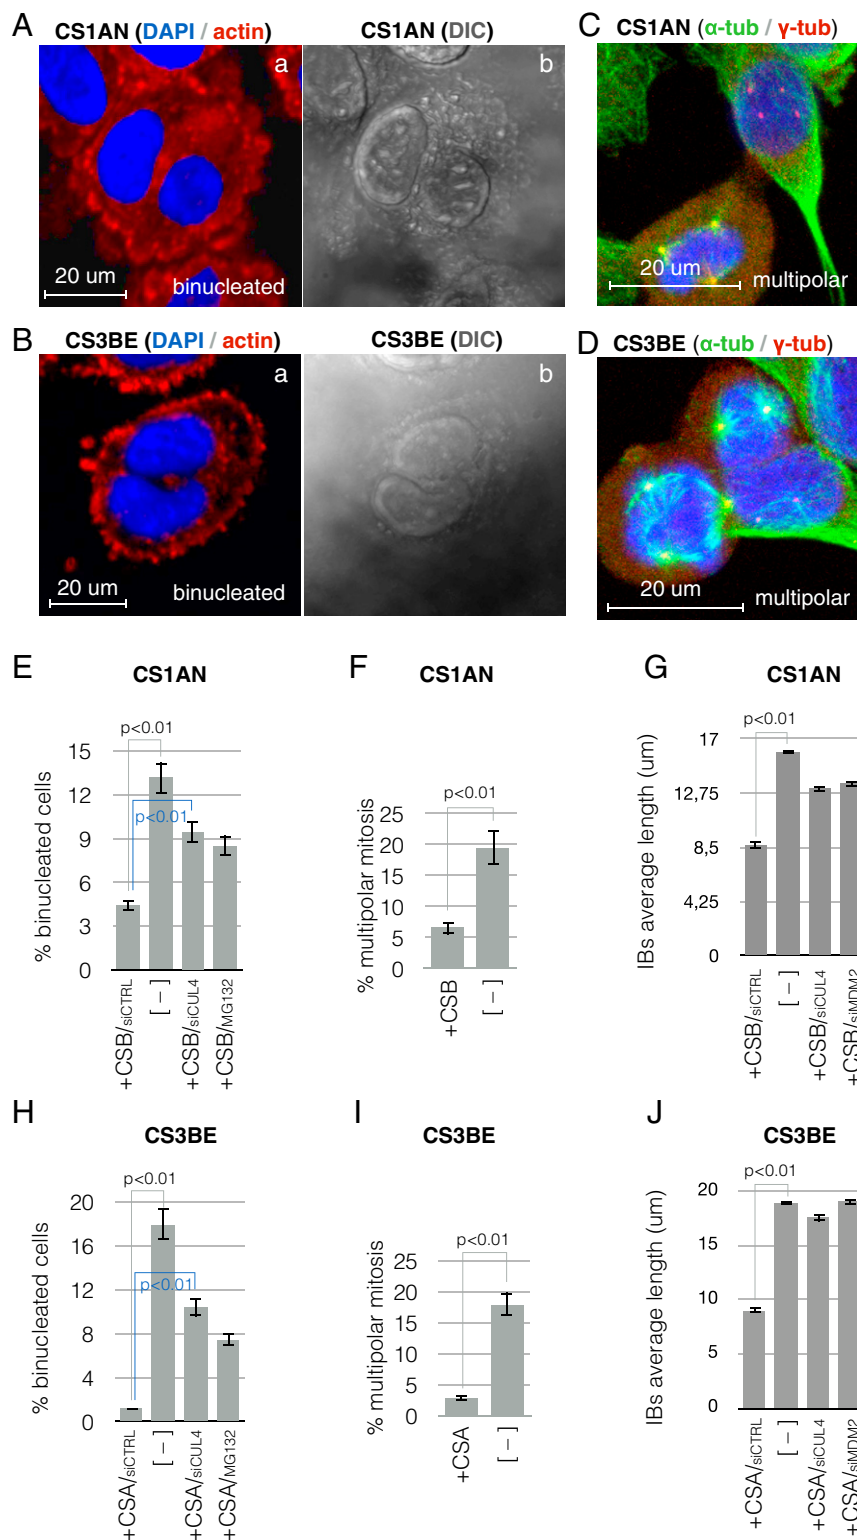 A CS1AN (DAPI / actin) CS1AN (DIC)
a b
20 um binucleated
B CS3BE (DAPI / actin) CS3BE (DIC)
a b
20 um binucleated
C CS1AN (α-tub / γ-tub)
20 um
multipolar
D CS3BE (α-tub / γ-tub)
20 um
multipolar
E
CS1AN
% binucleated cells
15
12
9
6
3
0
p<0.01
p<0.01
+CSB/siCTRL
[ – ]
+CSB/siCUL4
+CSB/MG132
F
CS1AN
% multipolar mitosis
25
20
15
10
5
0
p<0.01
+CSB
[ – ]
G
CS1AN
IBs average length (um)
17
12,75
8,5
4,25
0
p<0.01
+CSB/siCTRL
[ – ]
+CSB/siCUL4
+CSB/siMDM2
H
CS3BE
% binucleated cells
20
16
12
8
4
0
p<0.01
p<0.01
+CSA/siCTRL
[ – ]
+CSA/siCUL4
+CSA/MG132
I
CS3BE
% multipolar mitosis
25
20
15
10
5
0
p<0.01
+CSA
[ – ]
J
CS3BE
IBs average length (um)
20
15
10
5
0
p<0.01
+CSA/siCTRL
[ – ]
+CSA/siCUL4
+CSA/siMDM2